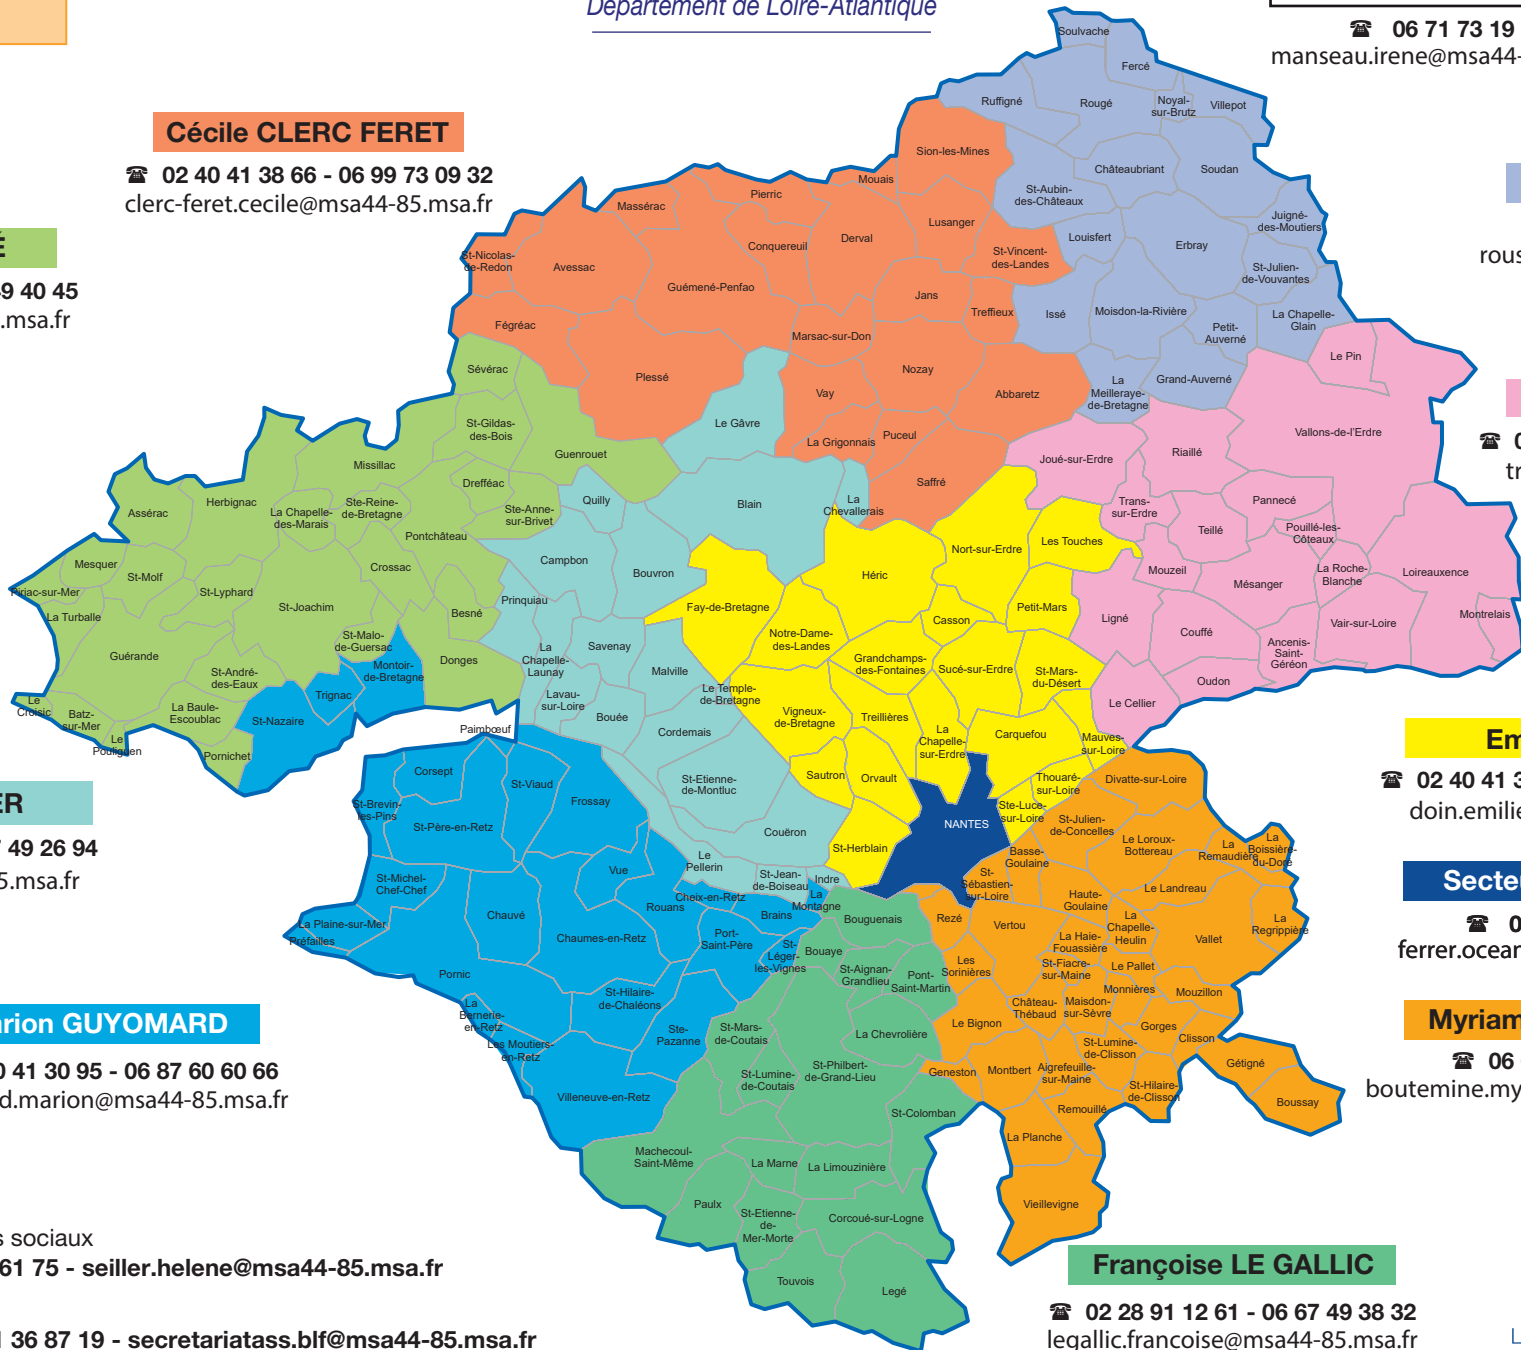 Département de Loire-Atlantique
☎ 06 71 73 19
manseau.irene@msa44-
Cécile CLERC FERET
☎ 02 40 41 38 66 - 06 99 73 09 32
clerc-feret.cecile@msa44-85.msa.fr
É
9 40 45
.msa.fr
rous
☎ 0
tr
ER
49 26 94
5.msa.fr
Em
☎ 02 40 41 3
doin.emilie
Secteu
☎ 0
ferrer.ocean
Myriam
☎ 06
boutemine.my
rion GUYOMARD
0 41 30 95 - 06 87 60 60 66
d.marion@msa44-85.msa.fr
s sociaux
61 75 - seiller.helene@msa44-85.msa.fr
36 87 19 - secretariatass.blf@msa44-85.msa.fr
Françoise LE GALLIC
☎ 02 28 91 12 61 - 06 67 49 38 32
legallic.francoise@msa44-85.msa.fr
L
Soulvache
Fercé
Ruffigné
Rougé
Noyal-
sur-Brutz
Villepot
Châteaubriant
Soudan
St-Aubin-
des-Châteaux
Louisfert
Erbray
Juigné-
des-Moutiers
St-Julien-
de-Vouvantes
La Chapelle-
Glain
Issé
Moisdon-la-Rivière
Petit-
Auverné
Grand-Auverné
La
Meilleraye-
de-Bretagne
Sion-les-Mines
Mouais
Lusanger
St-Vincent-
des-Landes
Pierric
Massérac
Conquereuil
Derval
St-Nicolas-
de-Redon
Avessac
Guémené-Penfao
Jans
Treffieux
Fégréac
Marsac-sur-Don
Plessé
Nozay
Vay
Abbaretz
La Grigonnais
Puceul
Saffré
Le Pin
Vallons-de-l'Erdre
Joué-sur-Erdre
Riaillé
Trans-
sur-Erdre
Pannecé
Teillé
Pouillé-les-
Côteaux
Mouzeil
Mésanger
La Roche-
Blanche
Loireauxence
Ligné
Couffé
Vair-sur-Loire
Montrelais
Ancenis-
Saint-
Géréon
Oudon
Le Cellier
Sévérac
St-Gildas-
des-Bois
Guenrouet
Missillac
Drefféac
Ste-Anne-
sur-Brivet
Herbignac
La Chapelle-
des-Marais
Ste-Reine-
de-Bretagne
Pontchâteau
Assérac
Crossac
Mesquer
St-Molf
St-Lyphard
Piriac-sur-Mer
La Turballe
St-Joachim
Besné
Guérande
St-Malo-
de-Guersac
St-André-
des-Eaux
Donges
Le
Croisic
Batz-
sur-Mer
La Baule-
Escoublac
Le
Pouliguen
Pornichet
Le Gâvre
Blain
La
Chevallerais
Quilly
Campbon
Bouvron
Prinquiau
La
Chapelle-
Launay
Savenay
Malville
Lavau-
sur-Loire
Bouée
Le Temple-
de-Bretagne
Cordemais
St-Etienne-
de-Montluc
Couëron
Le
Pellerin
St-Jean-
de-Boiseau
Indre
Nort-sur-Erdre
Les Touches
Héric
Fay-de-Bretagne
Notre-Dame-
des-Landes
Casson
Petit-Mars
Grandchamps-
des-Fontaines
Sucé-sur-Erdre
St-Mars-
du-Désert
Vigneux-
de-Bretagne
Treillières
La
Chapelle-
sur-Erdre
Carquefou
Mauves-
sur-Loire
Sautron
Orvault
Thouaré-
sur-Loire
Ste-Luce-
sur-Loire
St-Herblain
NANTES
Montoir-
de-Bretagne
Trignac
St-Nazaire
Paimbœuf
Corsept
St-Viaud
Frossay
St-Brevin-
les-Pins
St-Père-en-Retz
Vue
St-Michel-
Chef-Chef
Chauvé
Rouans
Cheix-en-Retz
La
Montagne
Brains
La Plaine-sur-Mer
Préfailles
Chaumes-en-Retz
Port-
Saint-Père
St-
Léger-
les-Vignes
Pornic
St-Hilaire-
de-Chaléons
La
Bernerie-
en-Retz
Les Moutiers-
en-Retz
Ste-
Pazanne
Villeneuve-en-Retz
Bouguenais
Bouaye
St-Aignan-
Grandlieu
Pont-
Saint-Martin
St-Mars-
de-Coutais
La Chevrolière
St-Lumine-
de-Coutais
St-Philbert-
de-Grand-Lieu
St-Colomban
Machecoul-
Saint-Même
La Marne
La Limouzinière
Paulx
St-Etienne-
de-
Mer-Morte
Corcoué-sur-Logne
Touvois
Legé
Divatte-sur-Loire
St-Julien-
de-Concelles
Le Loroux-
Bottereau
La
Remaudière
La
Boissière-
du-Doré
Basse-
Goulaine
St-
Sébastien-
sur-Loire
Haute-
Goulaine
Le Landreau
Rezé
Vertou
La
Chapelle-
Heulin
La
Regrippière
Vallet
La Haie-
Fouassière
Les
Sorinières
St-Fiacre-
sur-Maine
Le Pallet
Monnières
Mouzillon
Château-
Thébaud
Maisdon-
sur-Sèvre
Le Bignon
Gorges
Clisson
St-Lumine-
de-Clisson
Gétigné
Geneston
Montbert
Aigrefeuille-
sur-Maine
St-Hilaire-
de-Clisson
Boussay
Remouillé
La Planche
Vieillevigne